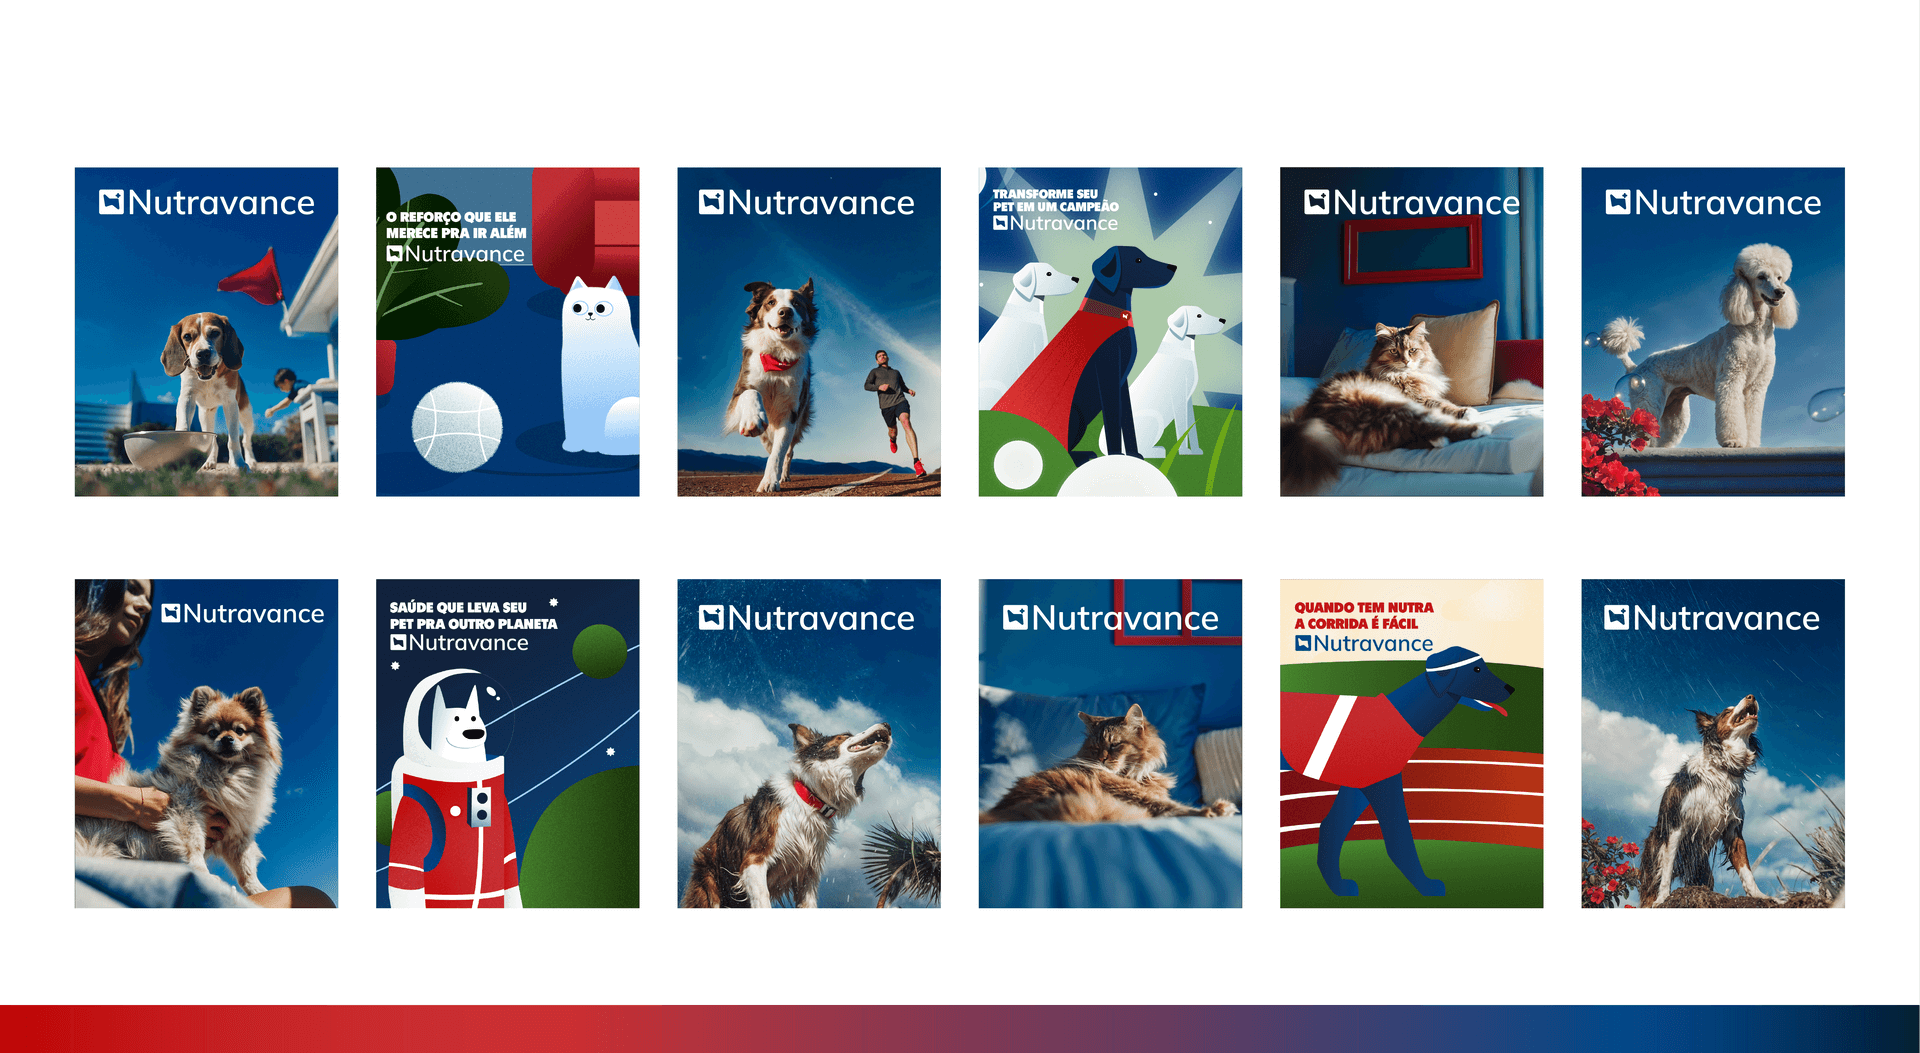 Nutravance
O REFORÇO QUE ELE
MERECE PRA IR ALÉM
Nutravance
Nutravance
TRANSFORME SEU
PET EM UM CAMPEÃO
Nutravance
Nutravance
Nutravance
Nutravance
SAÚDE QUE LEVA SEU
PET PRA OUTRO PLANETA
Nutravance
Nutravance
Nutravance
QUANDO TEM NUTRA
A CORRIDA É FÁCIL
Nutravance
Nutravance